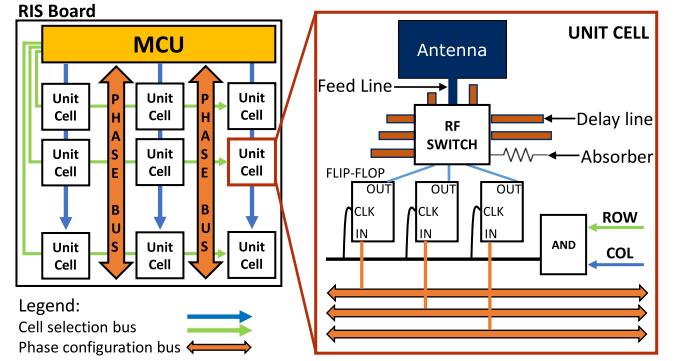 RIS Board
MCU
Unit Cell
Unit Cell
Unit Cell
Unit Cell
Unit Cell
Unit Cell
Unit Cell
Unit Cell
Unit Cell
PHASE BUS
PHASE BUS
Legend:
Cell selection bus
Phase configuration bus
UNIT CELL
Antenna
Feed Line
RF
SWITCH
Delay line
Absorber
FLIP-FLOP
OUT
OUT
OUT
CLK
CLK
CLK
IN
IN
IN
AND
ROW
COL